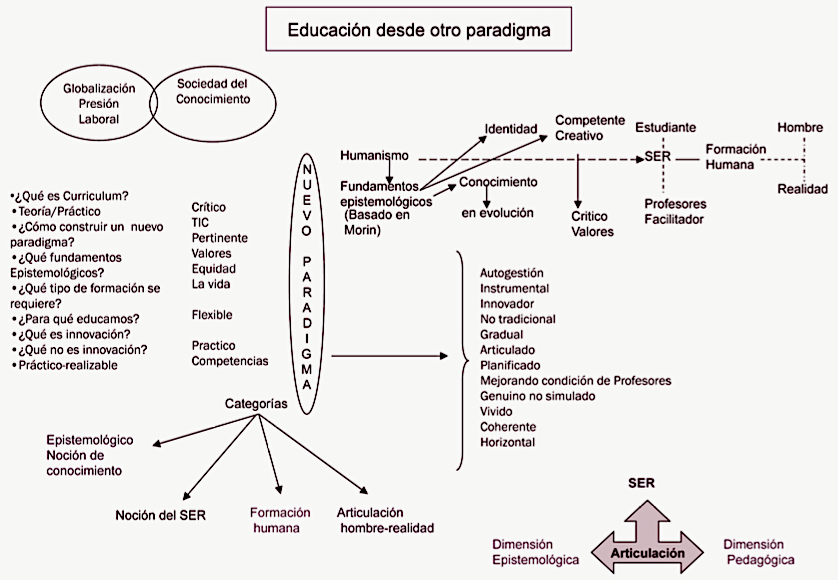 Educación desde otro paradigma
Globalización
Presión
Laboral
Sociedad del
Conocimiento
•¿Qué es Curriculum?
•Teoría/Práctico
•¿Cómo construir un nuevo
paradigma?
•¿Qué fundamentos
Epistemológicos?
•¿Qué tipo de formación se
requiere?
•¿Para qué educamos?
•¿Qué es innovación?
•¿Qué no es innovación?
•Práctico-realizable
Crítico
TIC
Pertinente
Valores
Equidad
La vida
Flexible
Practico
Competencias
NUEVO PARADIGMA
Humanismo
Fundamentos
epistemológicos
(Basado en
Morin)
Identidad
Conocimiento
en evolución
Competente
Creativo
Critico
Valores
Estudiante
SER
Profesores
Facilitador
Formación
Humana
Hombre
Realidad
Autogestión
Instrumental
Innovador
No tradicional
Gradual
Articulado
Planificado
Mejorando condición de Profesores
Genuino no simulado
Vivido
Coherente
Horizontal
Categorías
Epistemológico
Noción de
conocimiento
Noción del SER
Formación
humana
Articulación
hombre-realidad
SER
Dimensión
Epistemológica
Articulación
Dimensión
Pedagógica